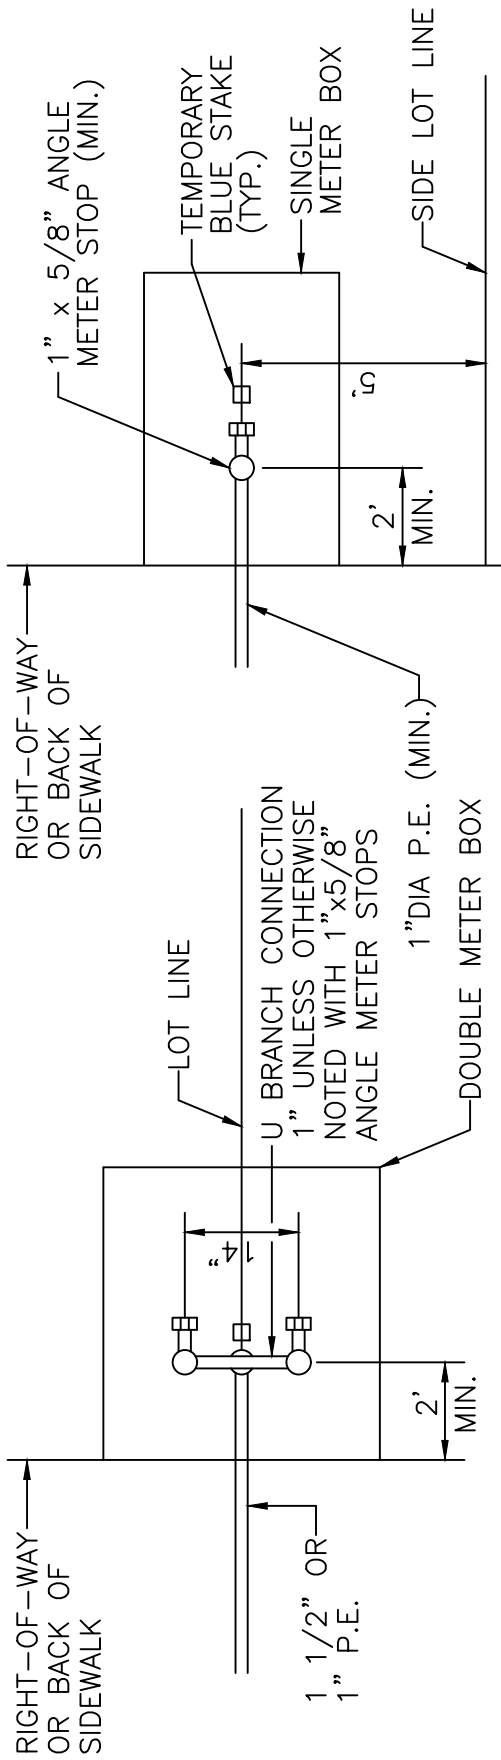 RIGHT-OF-WAY
OR BACK OF
SIDEWALK
1 1/2" OR
1" P.E.
2'
MIN.
14"
LOT LINE
U BRANCH CONNECTION
1" UNLESS OTHERWISE
NOTED WITH 1"x5/8"
ANGLE METER STOPS
DOUBLE METER BOX
RIGHT-OF-WAY
OR BACK OF
SIDEWALK
1"DIA P.E. (MIN.)
2'
MIN.
5'
1" x 5/8" ANGLE
METER STOP (MIN.)
TEMPORARY
BLUE STAKE
(TYP.)
SINGLE
METER BOX
SIDE LOT LINE